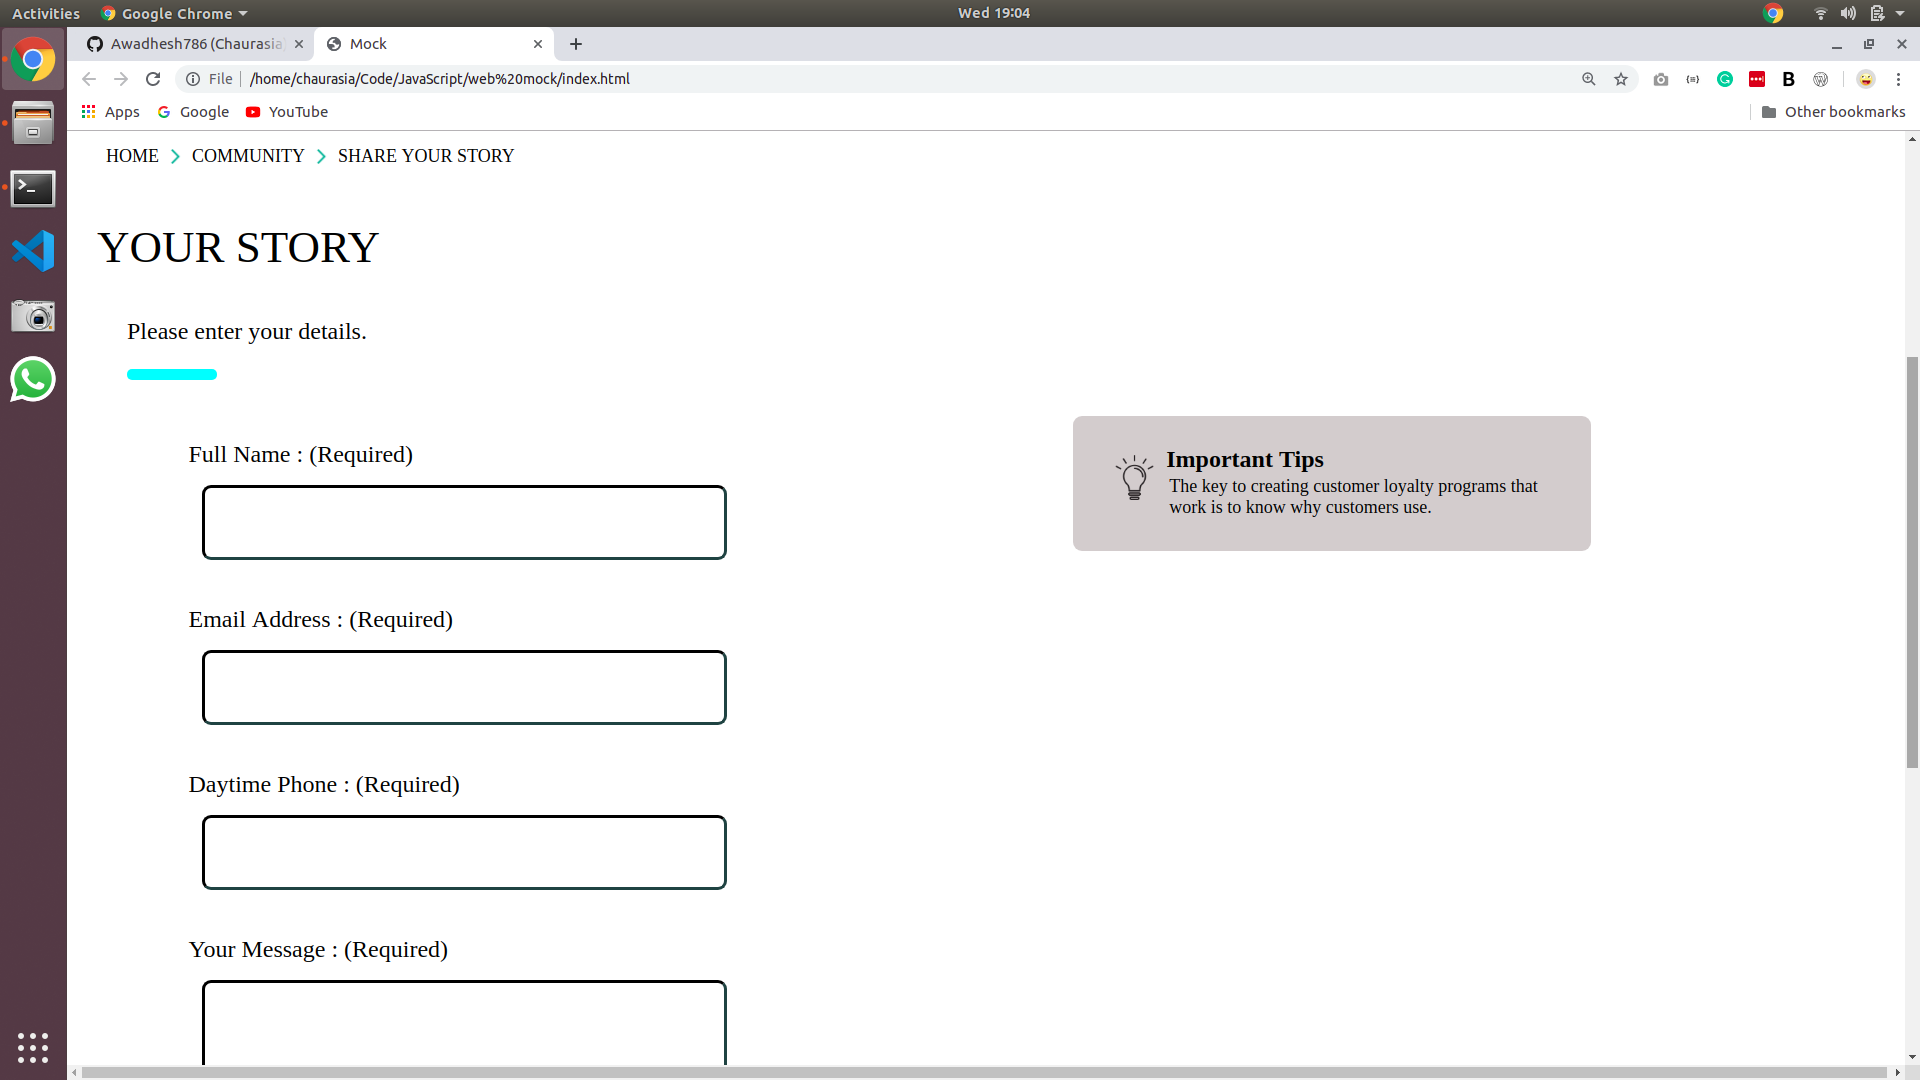 Activities Google Chrome Wed 19:04
Awadhesh786 (Chaurasia) Mock
File /home/chaurasia/Code/JavaScript/web%20mock/index.html
Apps Google YouTube Other bookmarks
HOME COMMUNITY SHARE YOUR STORY
YOUR STORY
Please enter your details.
Full Name : (Required)
Important Tips
The key to creating customer loyalty programs that
work is to know why customers use.
Email Address : (Required)
Daytime Phone : (Required)
Your Message : (Required)